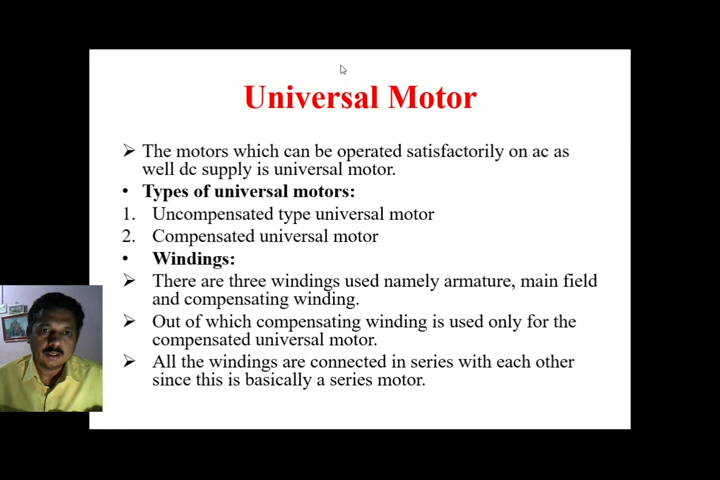 Universal Motor
➢ The motors which can be operated satisfactorily on ac as
well dc supply is universal motor.
• Types of universal motors:
1. Uncompensated type universal motor
2. Compensated universal motor
• Windings:
➢ There are three windings used namely armature, main field
and compensating winding.
➢ Out of which compensating winding is used only for the
compensated universal motor.
➢ All the windings are connected in series with each other
since this is basically a series motor.